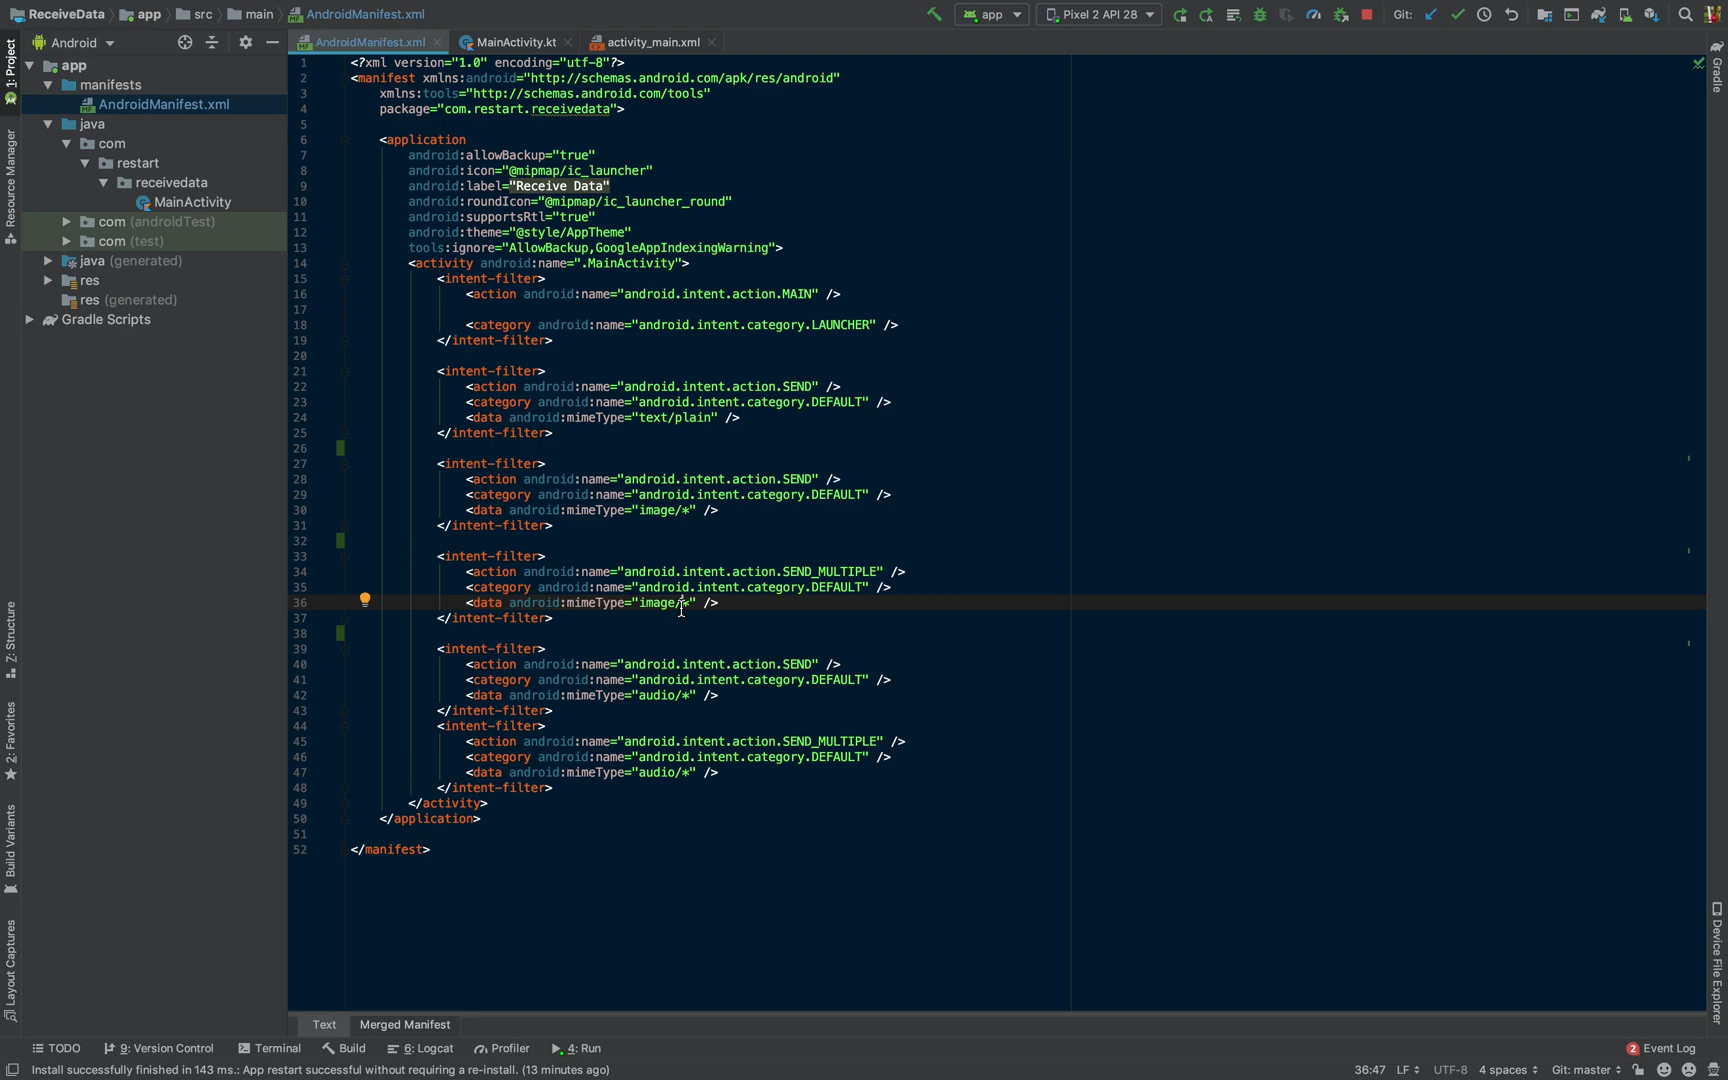 ReceiveData app src main AndroidManifest.xml
app Pixel 2 API 28 Git:
Android
AndroidManifest.xml MainActivity.kt activity_main.xml
1: Project
Resource Manager
Z: Structure
2: Favorites
Build Variants
Layout Captures
app
manifests
AndroidManifest.xml
java
com
restart
receivedata
MainActivity
com (androidTest)
com (test)
java (generated)
res
res (generated)
Gradle Scripts
1 <?xml version="1.0" encoding="utf-8"?>
2 <manifest xmlns:android="http://schemas.android.com/apk/res/android"
3 xmlns:tools="http://schemas.android.com/tools"
4 package="com.restart.receivedata">
5
6 <application
7 android:allowBackup="true"
8 android:icon="@mipmap/ic_launcher"
9 android:label="Receive Data"
10 android:roundIcon="@mipmap/ic_launcher_round"
11 android:supportsRtl="true"
12 android:theme="@style/AppTheme"
13 tools:ignore="AllowBackup,GoogleAppIndexingWarning">
14 <activity android:name=".MainActivity">
15 <intent-filter>
16 <action android:name="android.intent.action.MAIN" />
17
18 <category android:name="android.intent.category.LAUNCHER" />
19 </intent-filter>
20
21 <intent-filter>
22 <action android:name="android.intent.action.SEND" />
23 <category android:name="android.intent.category.DEFAULT" />
24 <data android:mimeType="text/plain" />
25 </intent-filter>
26
27 <intent-filter>
28 <action android:name="android.intent.action.SEND" />
29 <category android:name="android.intent.category.DEFAULT" />
30 <data android:mimeType="image/*" />
31 </intent-filter>
32
33 <intent-filter>
34 <action android:name="android.intent.action.SEND_MULTIPLE" />
35 <category android:name="android.intent.category.DEFAULT" />
36 <data android:mimeType="image/*" />
37 </intent-filter>
38
39 <intent-filter>
40 <action android:name="android.intent.action.SEND" />
41 <category android:name="android.intent.category.DEFAULT" />
42 <data android:mimeType="audio/*" />
43 </intent-filter>
44 <intent-filter>
45 <action android:name="android.intent.action.SEND_MULTIPLE" />
46 <category android:name="android.intent.category.DEFAULT" />
47 <data android:mimeType="audio/*" />
48 </intent-filter>
49 </activity>
50 </application>
51
52 </manifest>
Gradle
Device File Explorer
Text Merged Manifest
TODO 9: Version Control Terminal Build 6: Logcat Profiler 4: Run 2 Event Log
Install successfully finished in 143 ms.: App restart successful without requiring a re-install. (13 minutes ago) 36:47 LF UTF-8 4 spaces Git: master